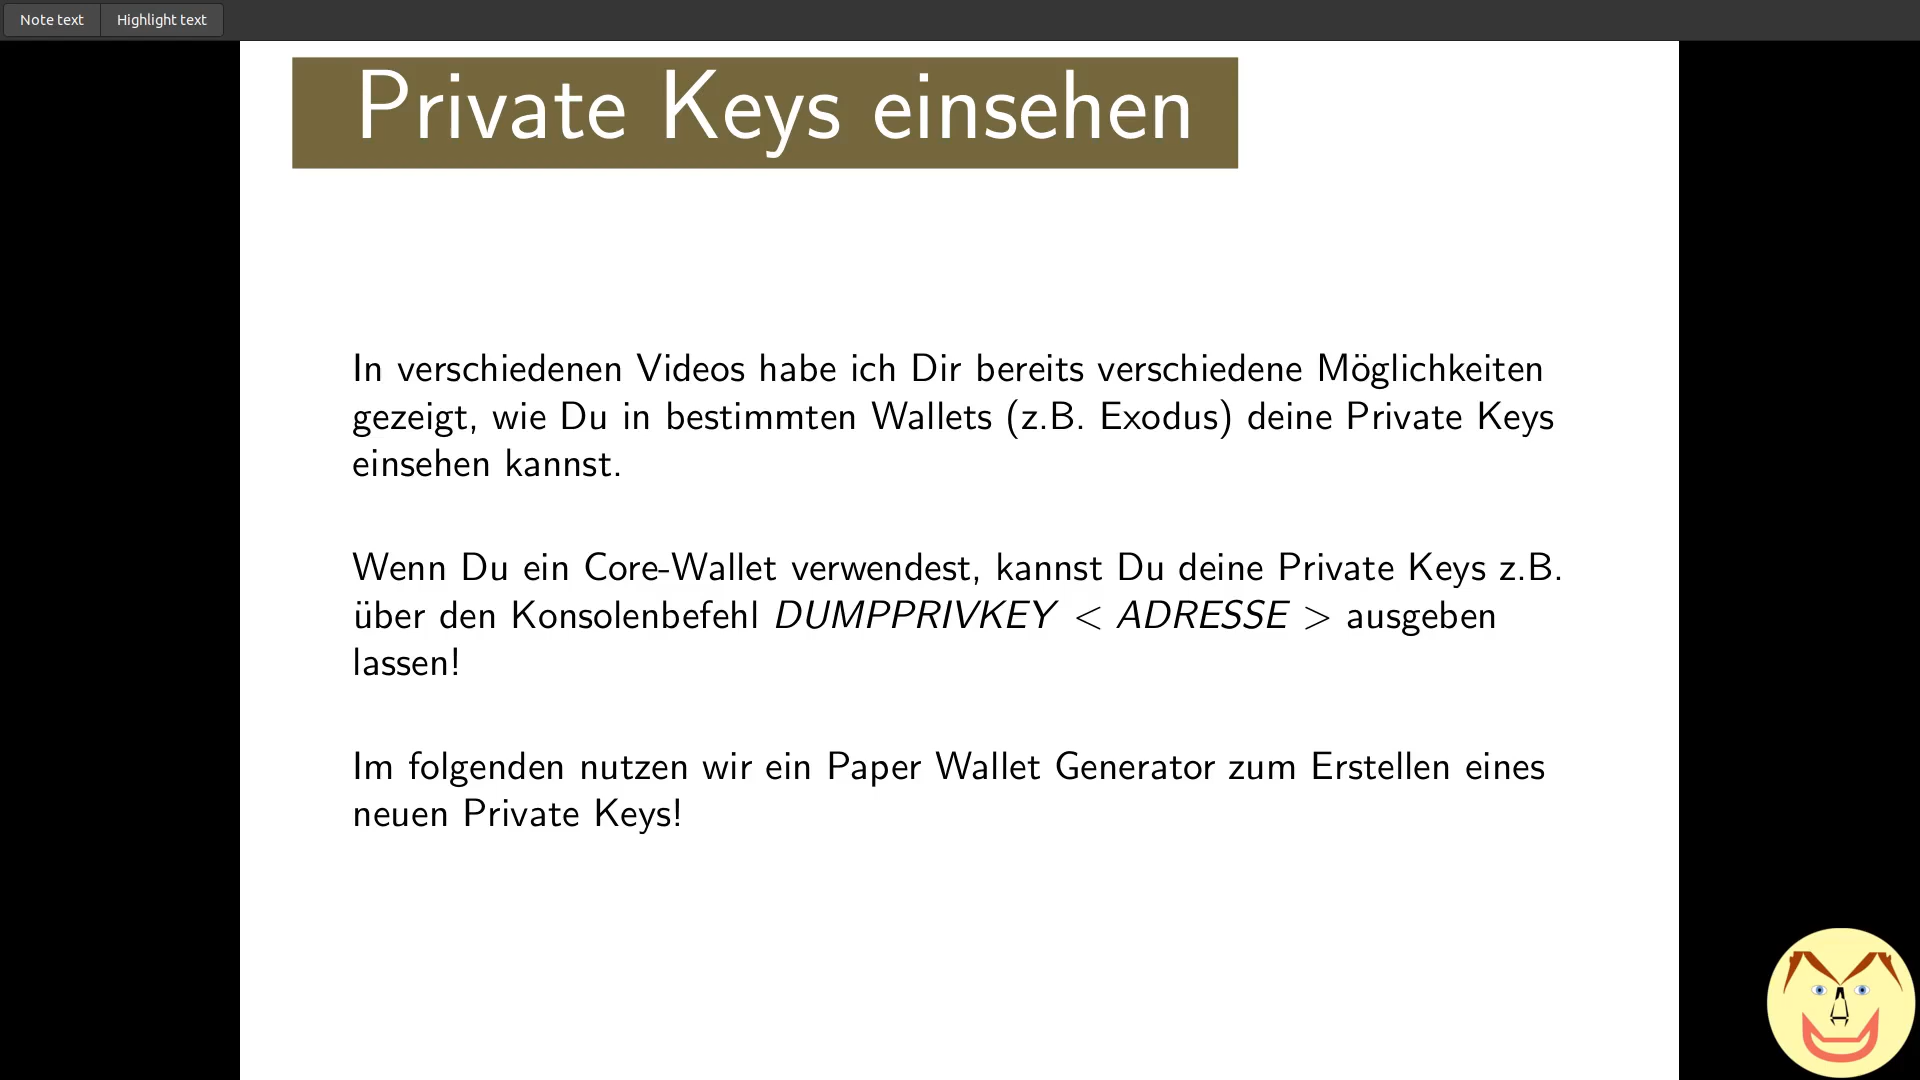 Note text
Highlight text
Private Keys einsehen
In verschiedenen Videos habe ich Dir bereits verschiedene Möglichkeiten
gezeigt, wie Du in bestimmten Wallets (z.B. Exodus) deine Private Keys
einsehen kannst.
Wenn Du ein Core-Wallet verwendest, kannst Du deine Private Keys z.B.
über den Konsolenbefehl DUMPPRIVKEY < ADRESSE > ausgeben
lassen!
Im folgenden nutzen wir ein Paper Wallet Generator zum Erstellen eines
neuen Private Keys!